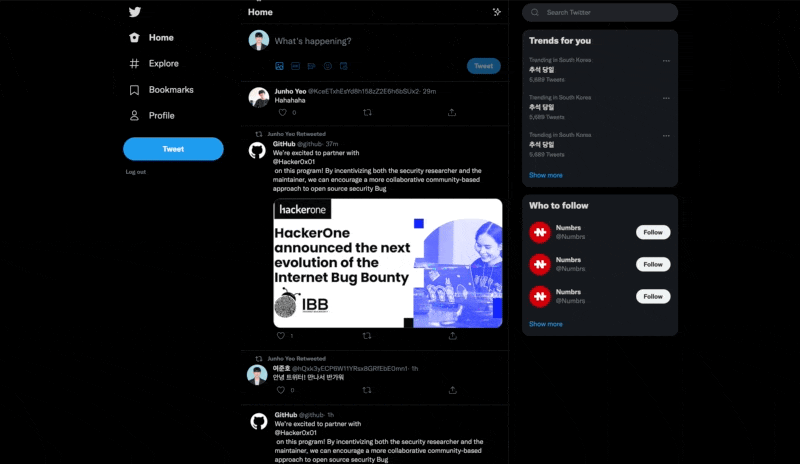 Home
Explore
Bookmarks
Profile
Tweet
Log out
Home
What's happening?
Tweet
Junho Yeo @KceETxhEsYd8h158zZ2E6h6bSUx2· 29m
Hahahaha
0
Junho Yeo Retweeted
GitHub @github· 37m
We're excited to partner with
@Hacker0x01
on this program! By incentivizing both the security researcher and the
maintainer, we can encourage a more collaborative community-based
approach to open source security Bug
hackerone
HackerOne
announced the next
evolution of the
Internet Bug Bounty
IBB
1
Junho Yeo Retweeted
여준호 @hQxk3yECP6W11YRsx8GRfEbE0mn1· 1h
안녕 트위터! 만나서 반가워
0
GitHub @github· 1h
We're excited to partner with
@Hacker0x01
on this program! By incentivizing both the security researcher and the
maintainer, we can encourage a more collaborative community-based
approach to open source security Bug
Search Twitter
Trends for you
Trending in South Korea
추석 당일
5,689 Tweets
Trending in South Korea
추석 당일
5,689 Tweets
Trending in South Korea
추석 당일
5,689 Tweets
Show more
Who to follow
Numbrs
@Numbrs
Follow
Numbrs
@Numbrs
Follow
Numbrs
@Numbrs
Follow
Show more